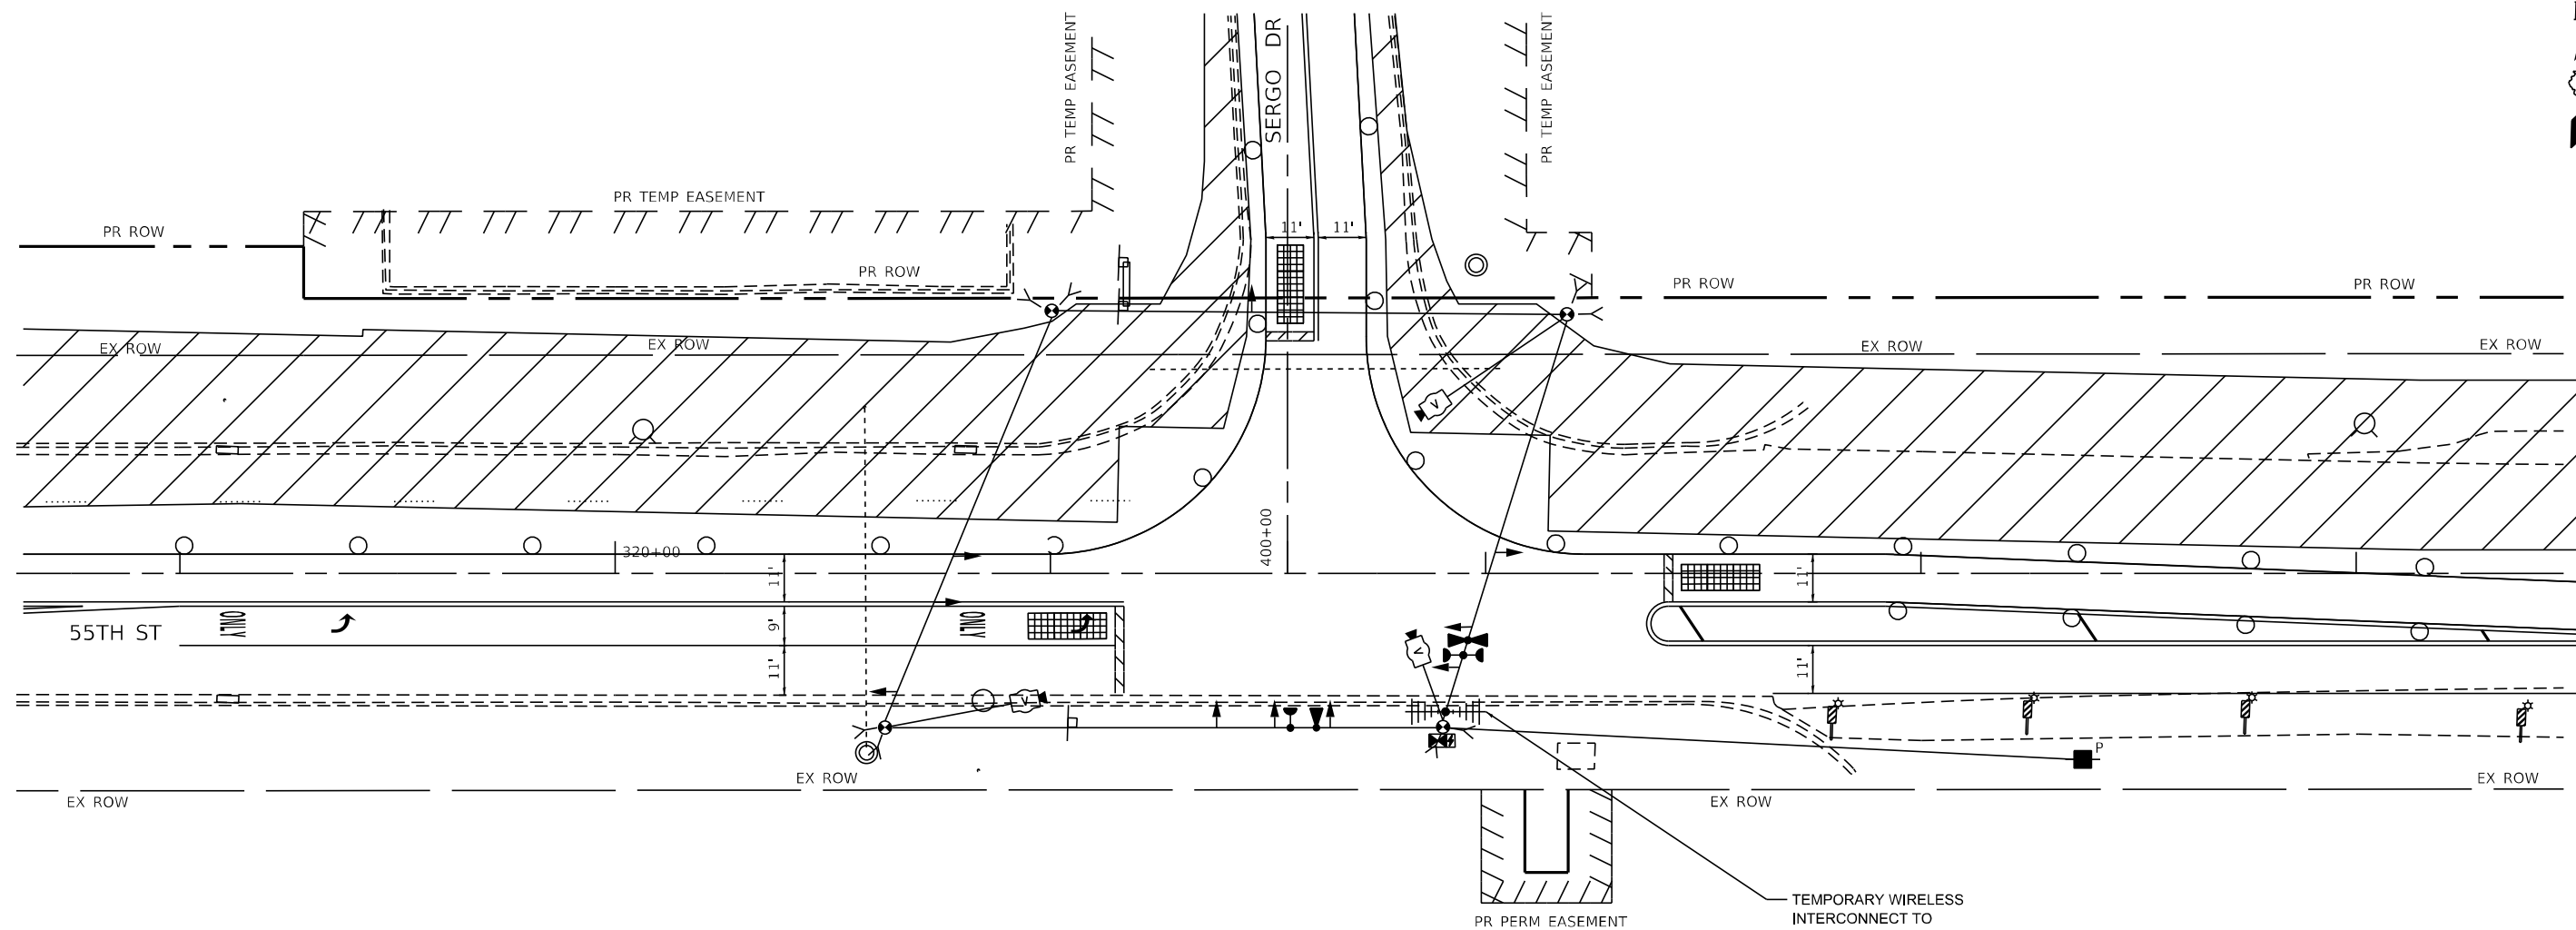 PR TEMP EASEMENT
SERGO DR
PR TEMP EASEMENT
PR TEMP EASEMENT
PR ROW
PR ROW
11'
11'
PR ROW
PR ROW
EX ROW
EX ROW
EX ROW
EX ROW
V
320+00
400+00
11'
9'
11'
11'
11'
55TH ST
ONLY
ONLY
V
V
P
EX ROW
EX ROW
EX ROW
EX ROW
PR PERM EASEMENT
TEMPORARY WIRELESS
INTERCONNECT TO